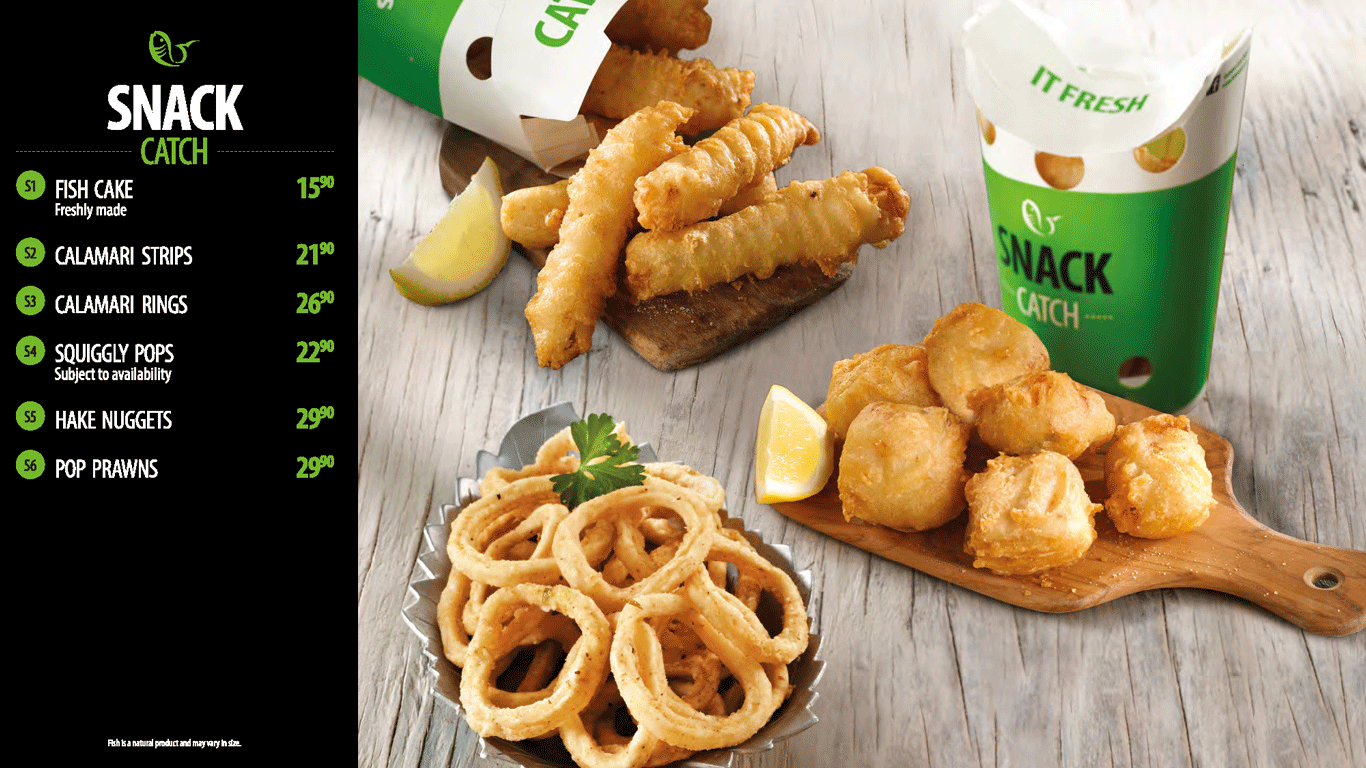 SNACK
CATCH
S1 FISH CAKE 15⁹⁰
Freshly made
S2 CALAMARI STRIPS 21⁹⁰
S3 CALAMARI RINGS 26⁹⁰
S4 SQUIGGLY POPS 22⁹⁰
Subject to availability
S5 HAKE NUGGETS 29⁹⁰
S6 POP PRAWNS 29⁹⁰
Fish is a natural product and may vary in size.
IT FRESH
SNACK
CATCH